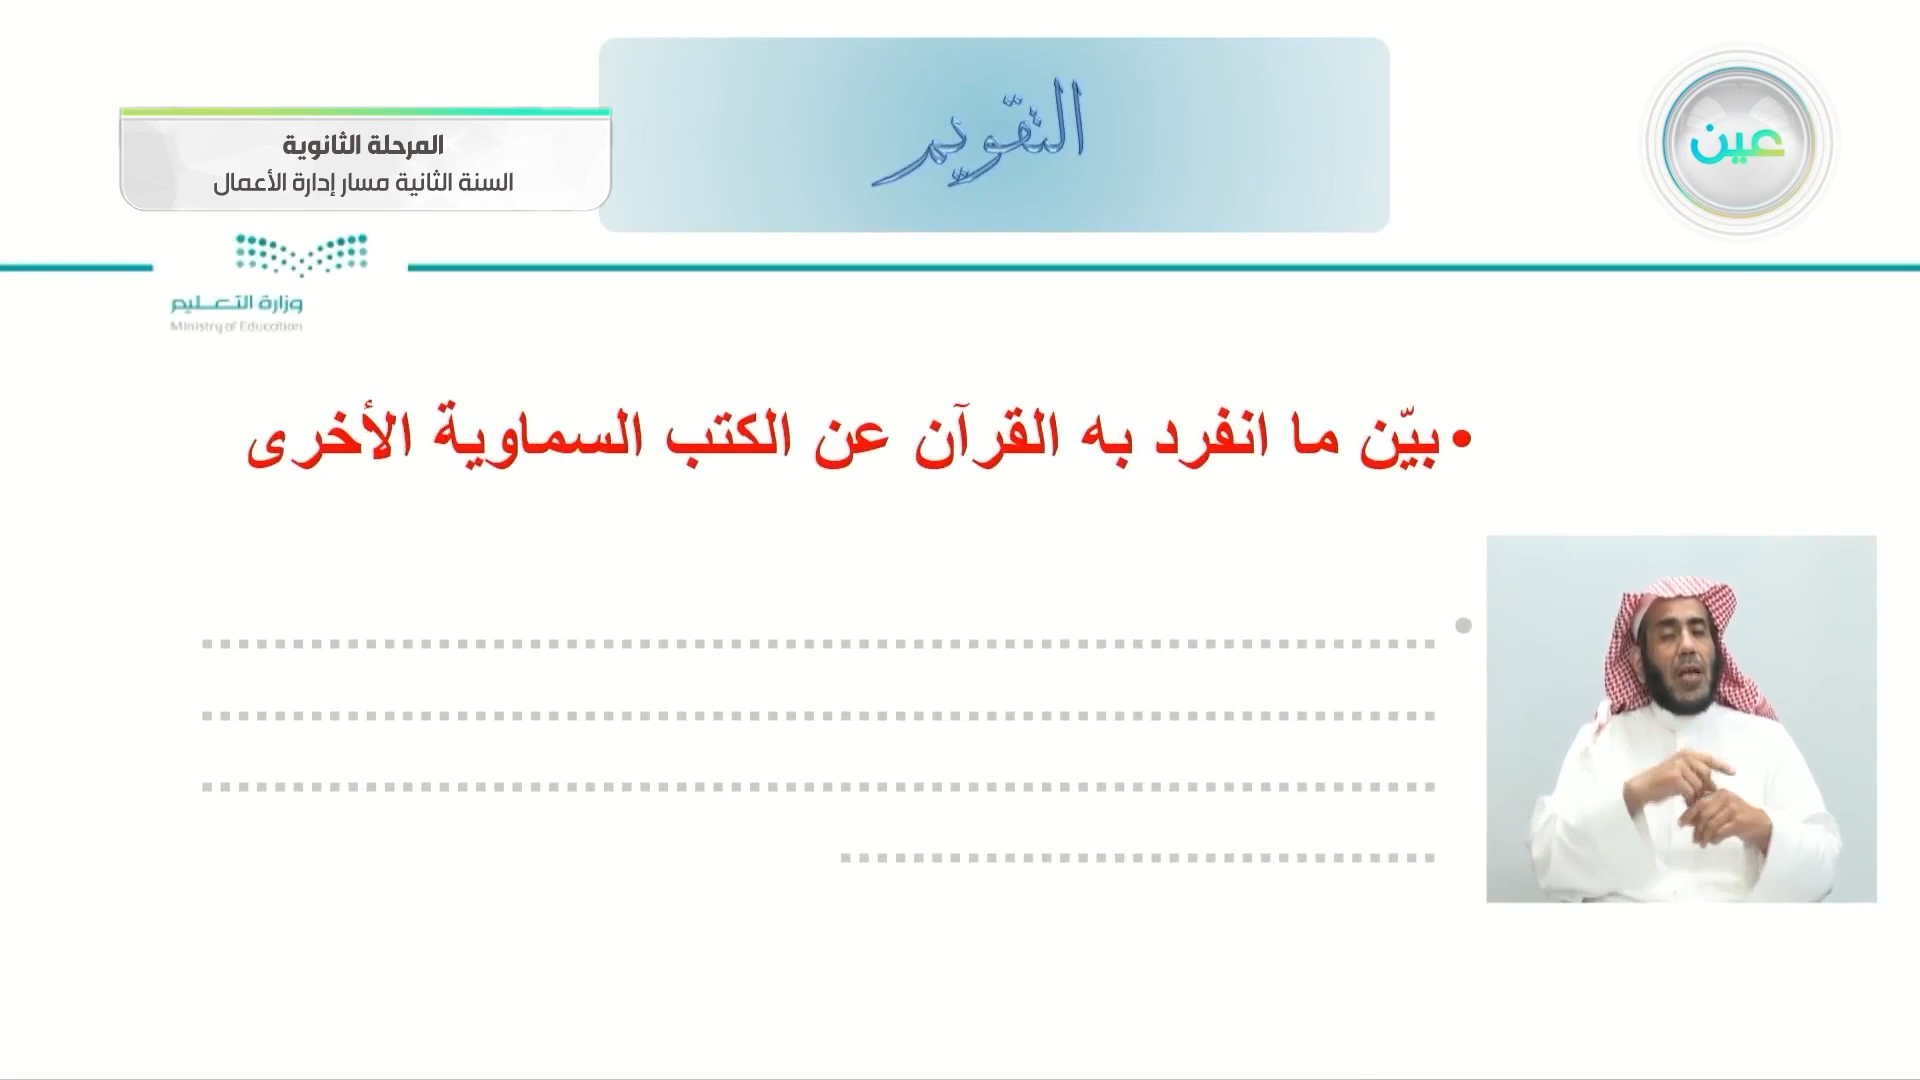 التقويم
عين
المرحلة الثانوية
السنة الثانية مسار إدارة الأعمال
وزارة التعليم
Ministry of Education
• بيّن ما انفرد به القرآن عن الكتب السماوية الأخرى